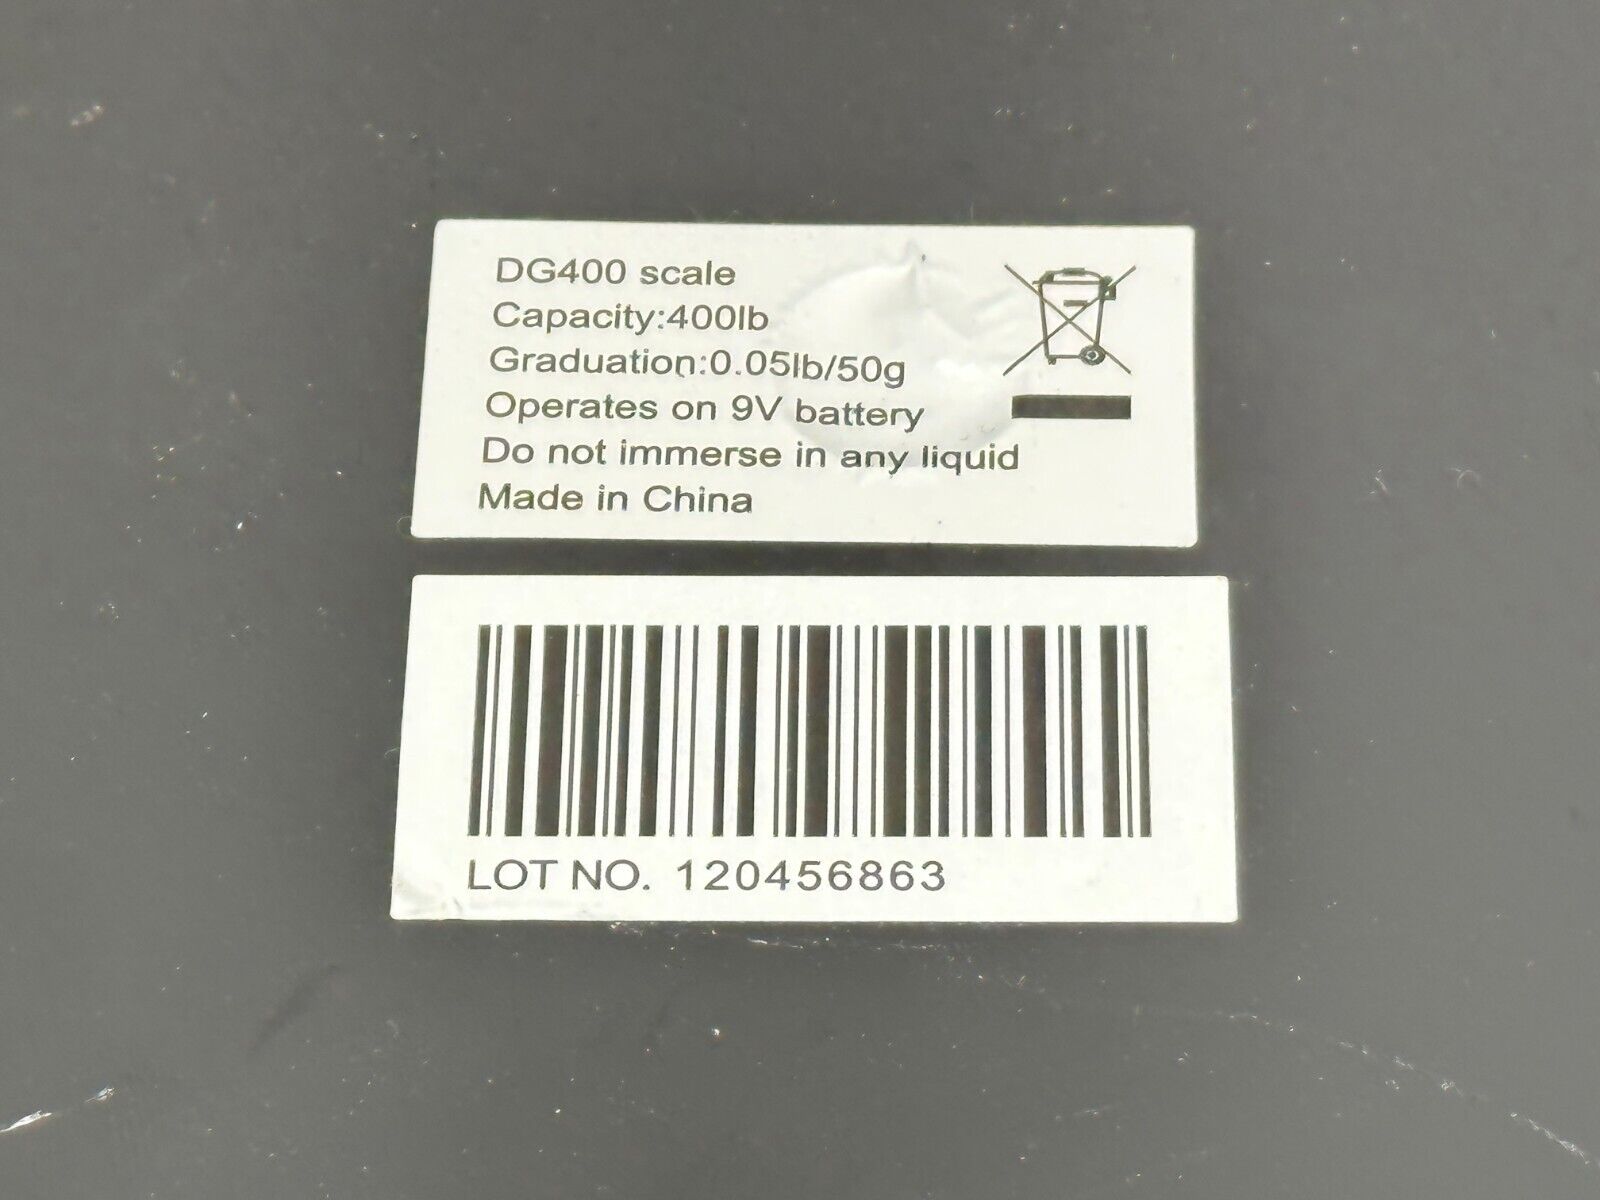 DG400 scale
Capacity:400lb
Graduation:0.05lb/50g
Operates on 9V battery
Do not immerse in any liquid
Made in China
LOT NO. 120456863